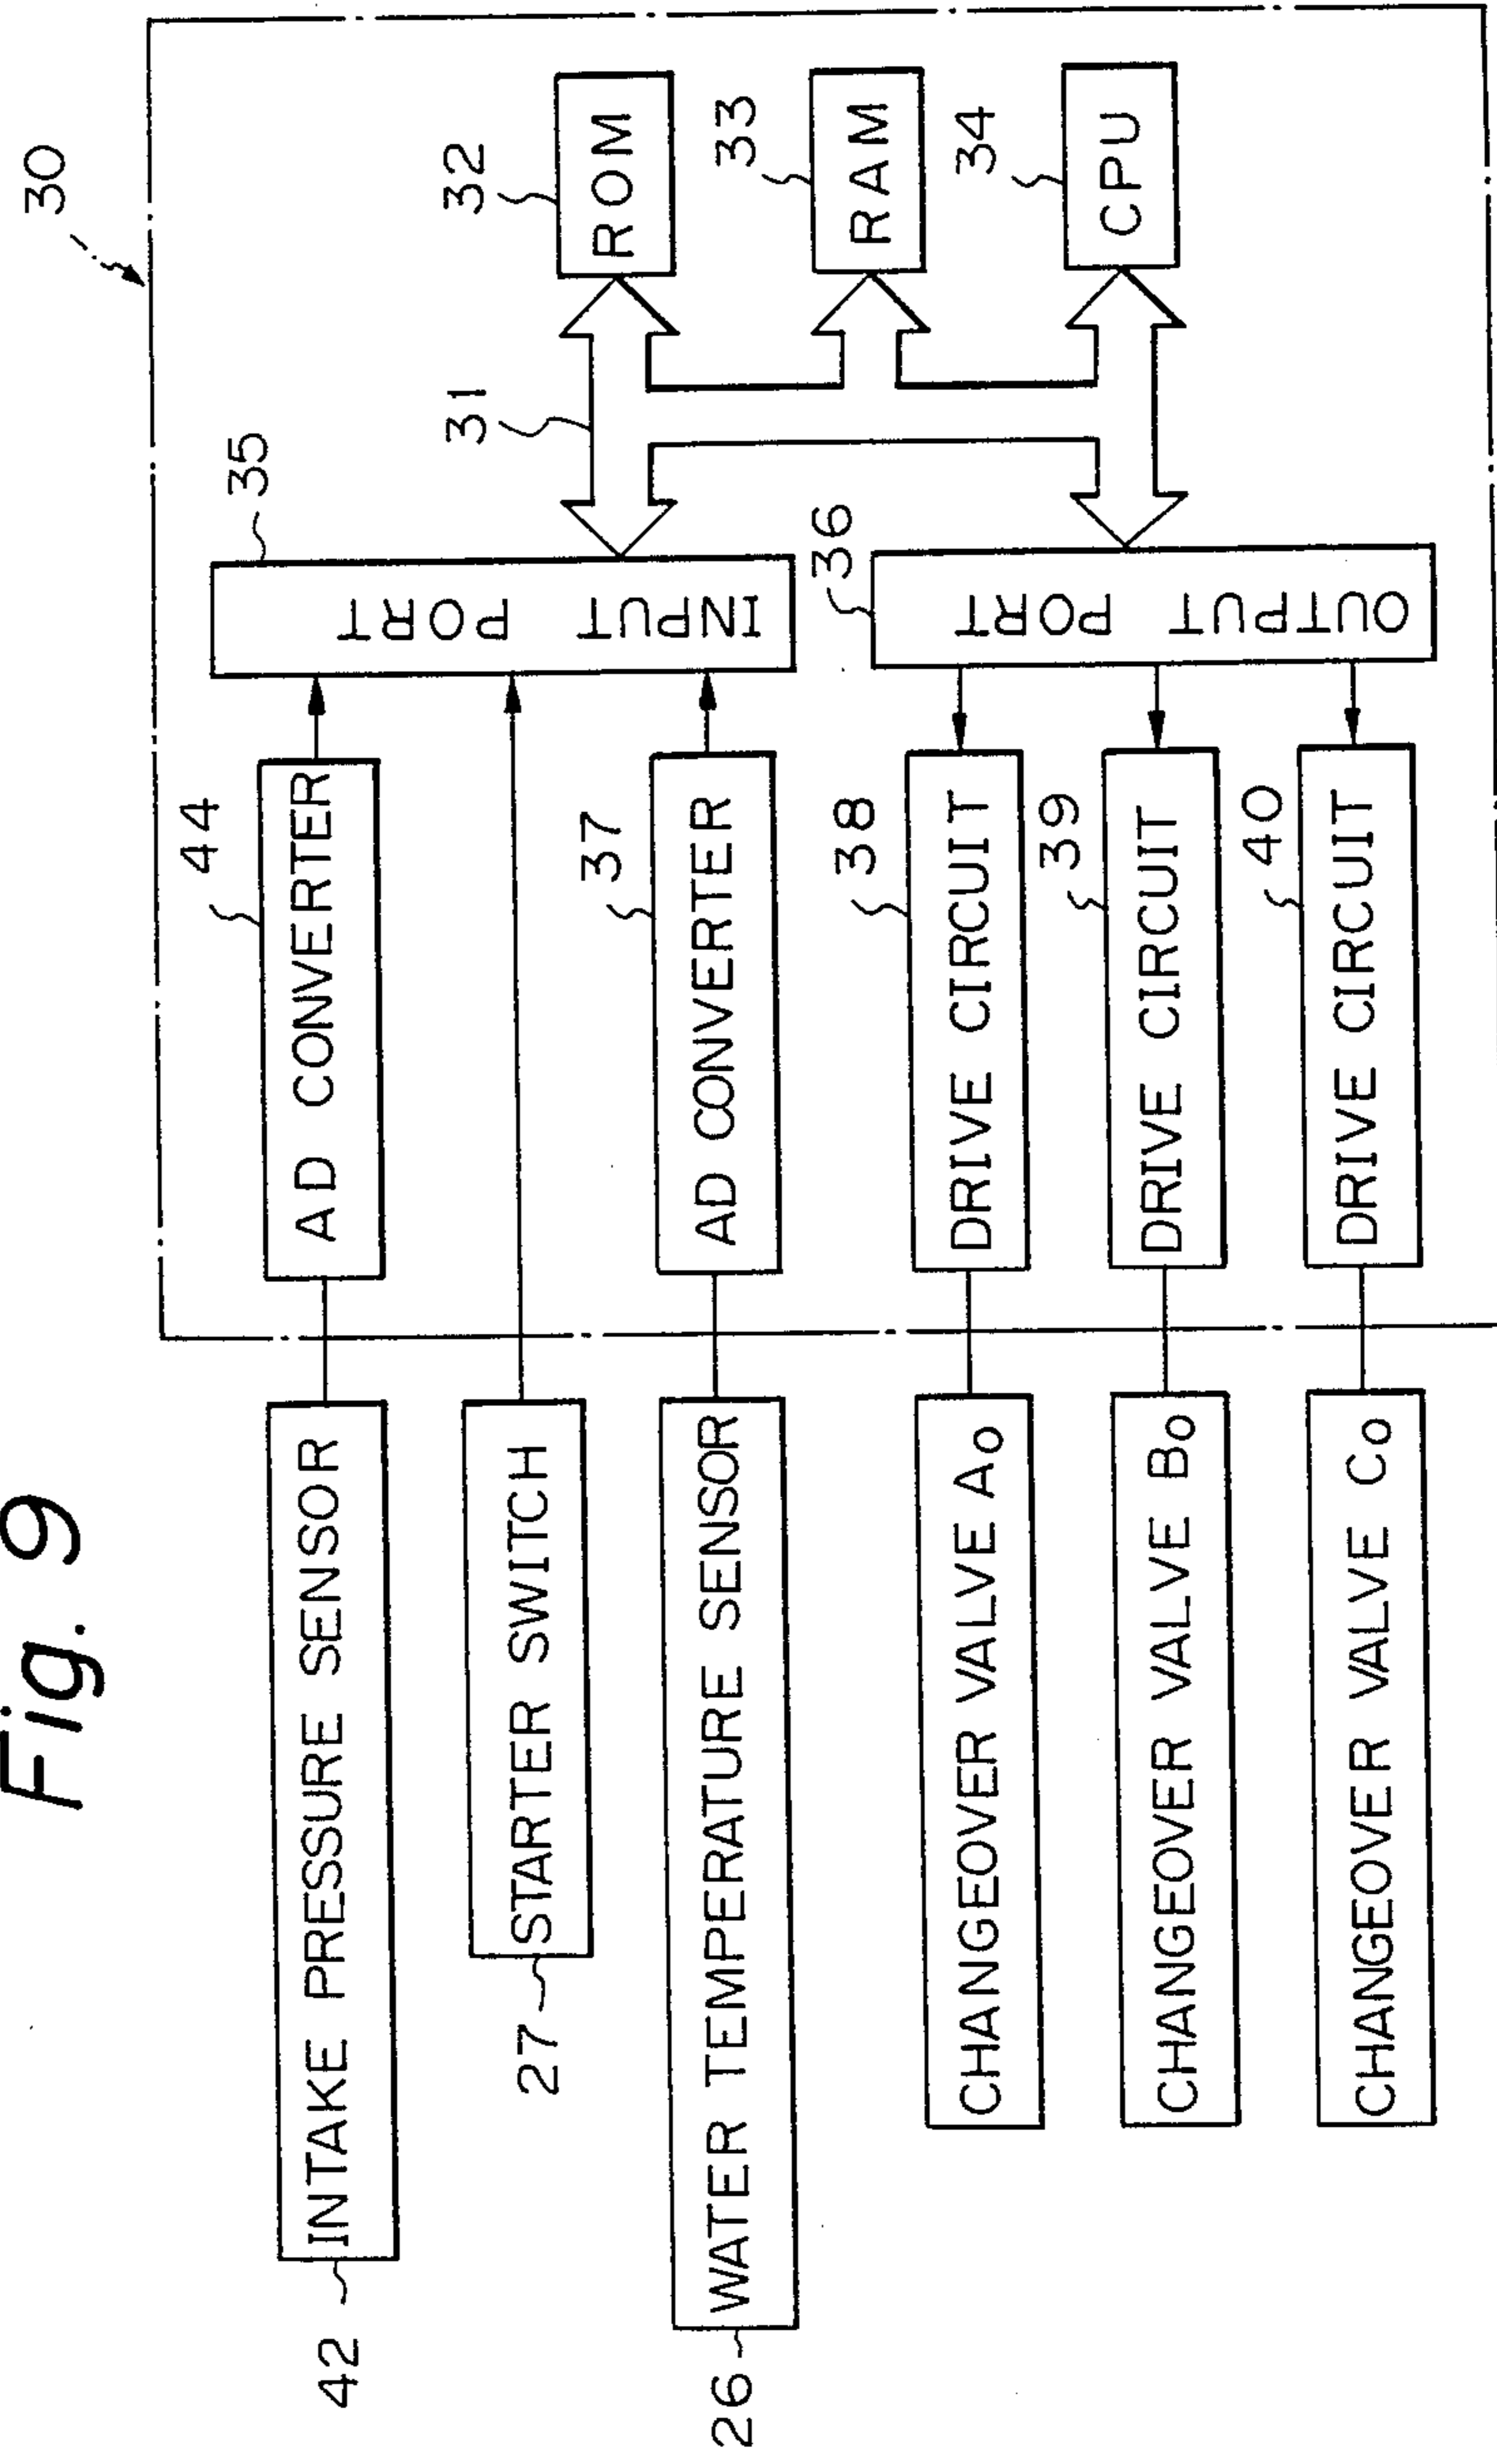 Fig. 9
30
42
INTAKE PRESSURE SENSOR
44
AD CONVERTER
35
INPUT PORT
31
32
ROM
27
STARTER SWITCH
33
RAM
26
WATER TEMPERATURE SENSOR
37
AD CONVERTER
34
CPU
36
OUTPUT PORT
CHANGEOVER VALVE A0
38
DRIVE CIRCUIT
CHANGEOVER VALVE B0
39
DRIVE CIRCUIT
CHANGEOVER VALVE C0
40
DRIVE CIRCUIT